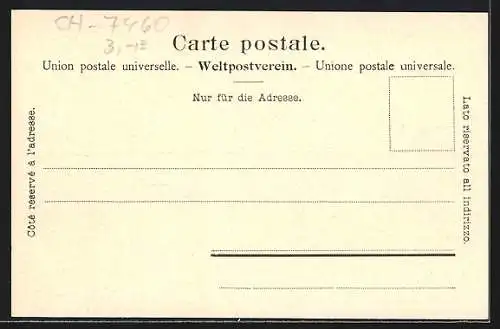 CH-7460
3,-
Carte postale.
Union postale universelle. – Weltpostverein. – Unione postale universale.
Nur für die Adresse.
Côté réservé à l'adresse.
Lato riservato all indirizzo.